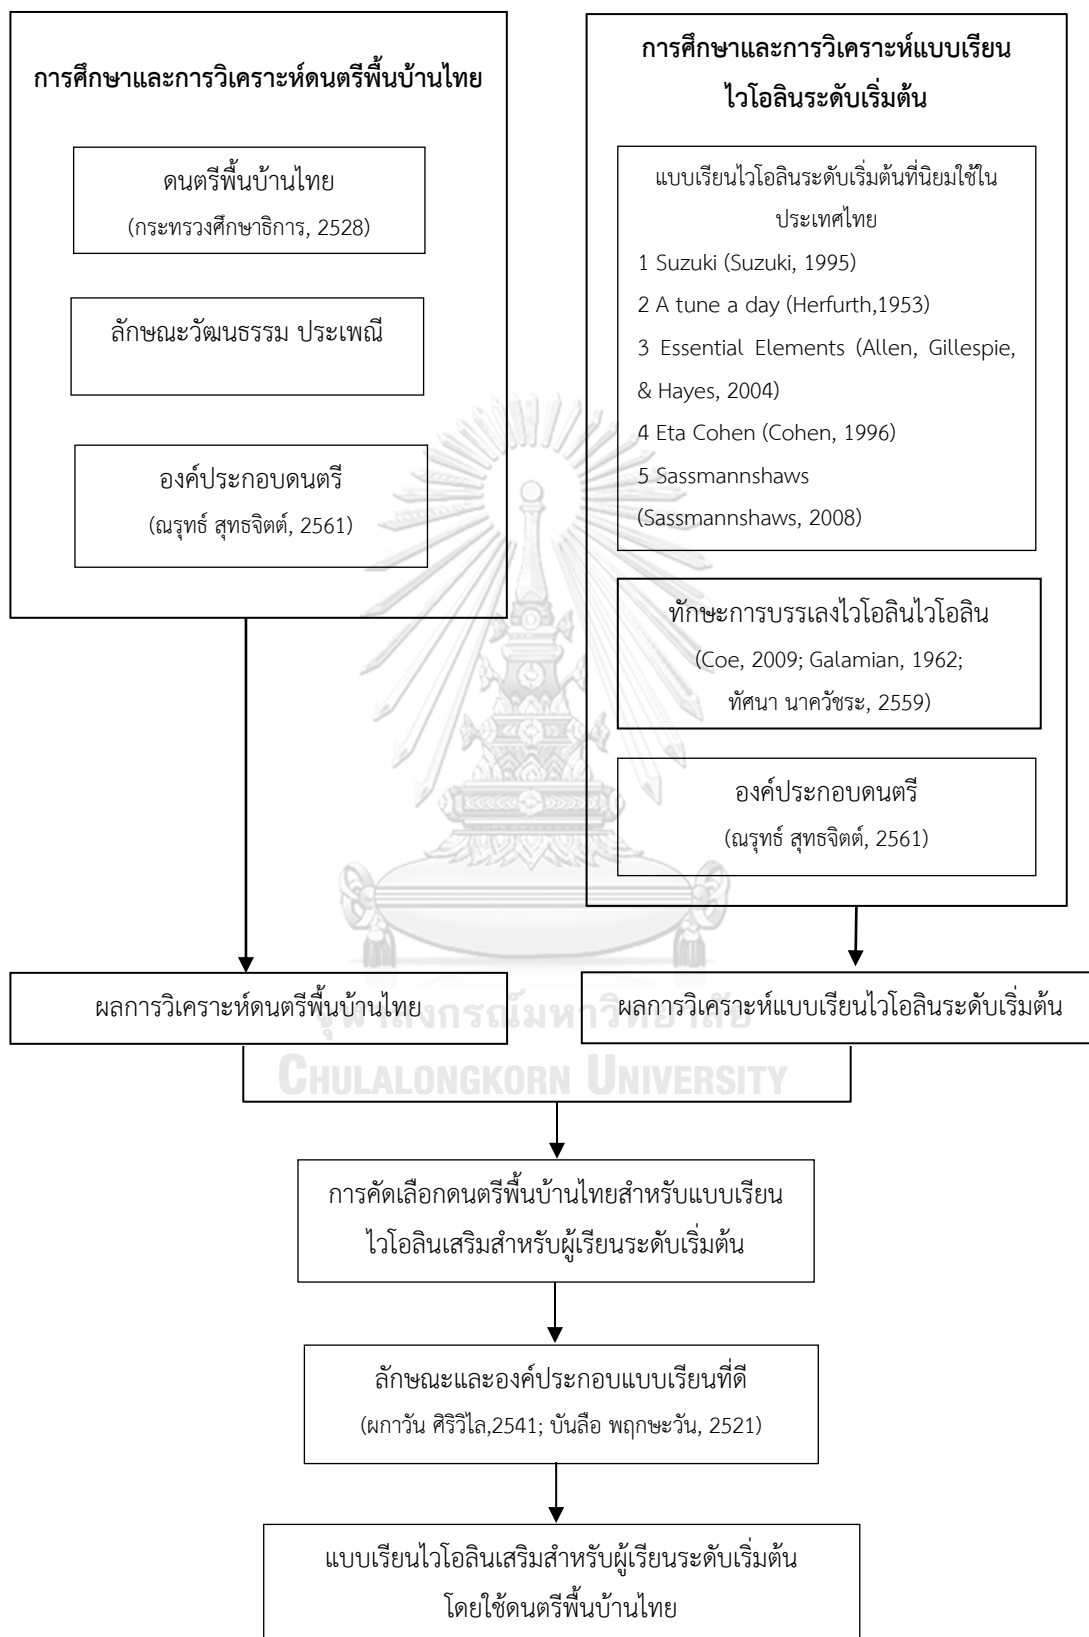 การศึกษาและการวิเคราะห์ดนตรีพื้นบ้านไทย
ดนตรีพื้นบ้านไทย
(กระทรวงศึกษาธิการ, 2528)
ลักษณะวัฒนธรรม ประเพณี
องค์ประกอบดนตรี
(ณรุทธ์ สุทธจิตต์, 2561)
การศึกษาและการวิเคราะห์แบบเรียน
ไวโอลินระดับเริ่มต้น
แบบเรียนไวโอลินระดับเริ่มต้นที่นิยมใช้ใน
ประเทศไทย
1 Suzuki (Suzuki, 1995)
2 A tune a day (Herfurth,1953)
3 Essential Elements (Allen, Gillespie,
& Hayes, 2004)
4 Eta Cohen (Cohen, 1996)
5 Sassmannshaws
(Sassmannshaws, 2008)
ทักษะการบรรเลงไวโอลินไวโอลิน
(Coe, 2009; Galamian, 1962;
ทัศนา นาควัชระ, 2559)
องค์ประกอบดนตรี
(ณรุทธ์ สุทธจิตต์, 2561)
ผลการวิเคราะห์ดนตรีพื้นบ้านไทย
ผลการวิเคราะห์แบบเรียนไวโอลินระดับเริ่มต้น
จุฬาลงกรณ์มหาวิทยาลัย
CHULALONGKORN UNIVERSITY
การคัดเลือกดนตรีพื้นบ้านไทยสำหรับแบบเรียน
ไวโอลินเสริมสำหรับผู้เรียนระดับเริ่มต้น
ลักษณะและองค์ประกอบแบบเรียนที่ดี
(ผกาวัน ศิริวิไล,2541; บันลือ พฤกษะวัน, 2521)
แบบเรียนไวโอลินเสริมสำหรับผู้เรียนระดับเริ่มต้น
โดยใช้ดนตรีพื้นบ้านไทย